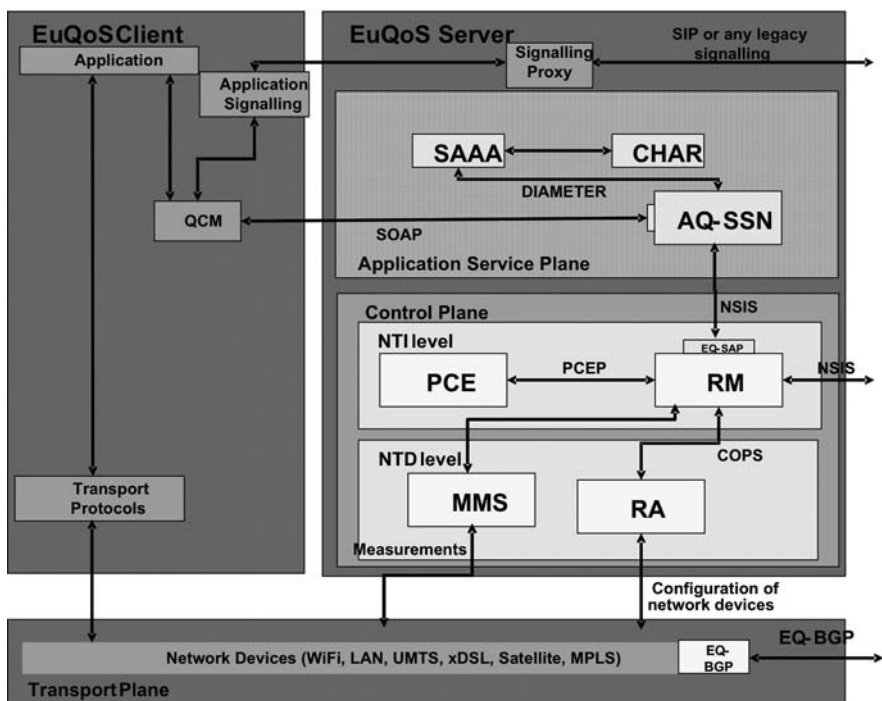 EuQoSClient
Application
Application
Signalling
QCM
Transport
Protocols
EuQoS Server
Signalling
Proxy
SIP or any legacy
signalling
SAAA
CHAR
DIAMETER
AQ-SSN
SOAP
Application Service Plane
NSIS
Control Plane
NTI level
EQ-SAP
PCE
PCEP
RM
NSIS
NTD level
COPS
MMS
RA
Measurements
Configuration of
network devices
Network Devices (WiFi, LAN, UMTS, xDSL, Satellite, MPLS)
EQ-
BGP
EQ-BGP
Transport Plane